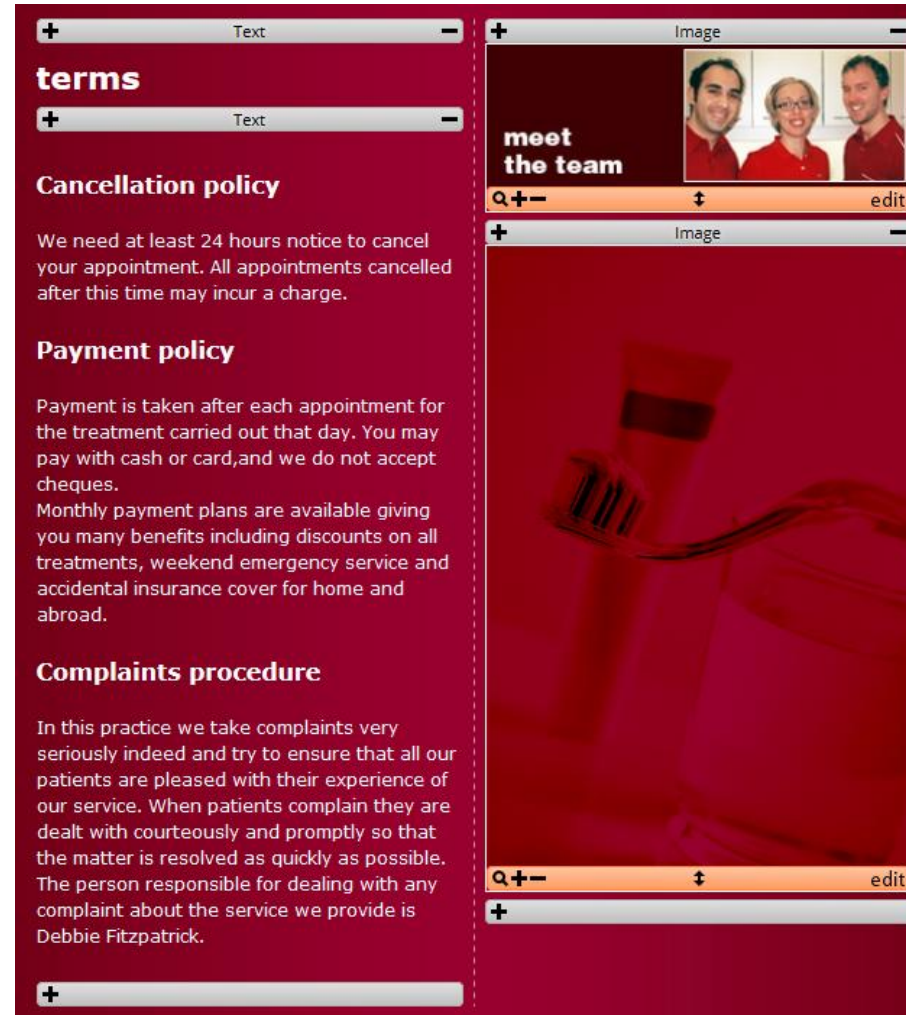 Text
terms
Text
Cancellation policy
We need at least 24 hours notice to cancel
your appointment. All appointments cancelled
after this time may incur a charge.
Payment policy
Payment is taken after each appointment for
the treatment carried out that day. You may
pay with cash or card,and we do not accept
cheques.
Monthly payment plans are available giving
you many benefits including discounts on all
treatments, weekend emergency service and
accidental insurance cover for home and
abroad.
Complaints procedure
In this practice we take complaints very
seriously indeed and try to ensure that all our
patients are pleased with their experience of
our service. When patients complain they are
dealt with courteously and promptly so that
the matter is resolved as quickly as possible.
The person responsible for dealing with any
complaint about the service we provide is
Debbie Fitzpatrick.
Image
meet
the team
edit
Image
edit